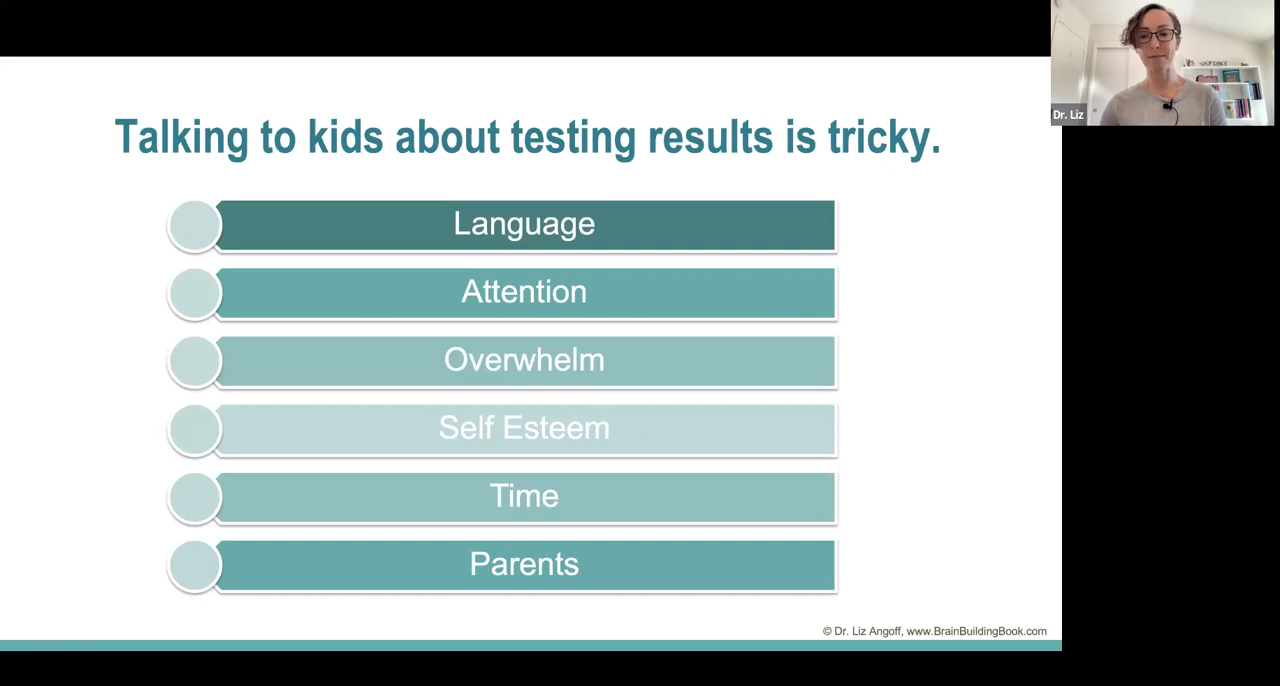 Dr. Liz
Talking to kids about testing results is tricky.
Language
Attention
Overwhelm
Self Esteem
Time
Parents
© Dr. Liz Angoff, www.BrainBuildingBook.com